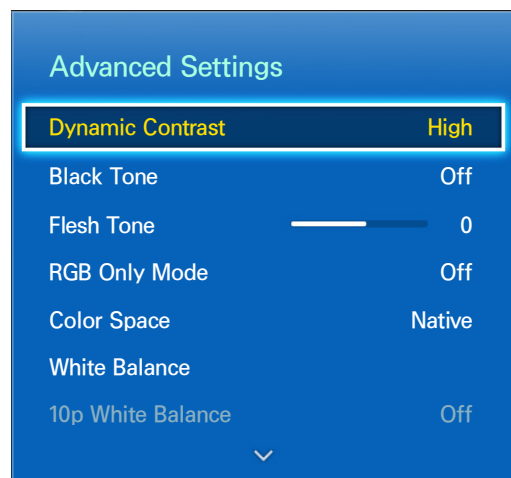 Advanced Settings
Dynamic Contrast High
Black Tone Off
Flesh Tone 0
RGB Only Mode Off
Color Space Native
White Balance
10p White Balance Off